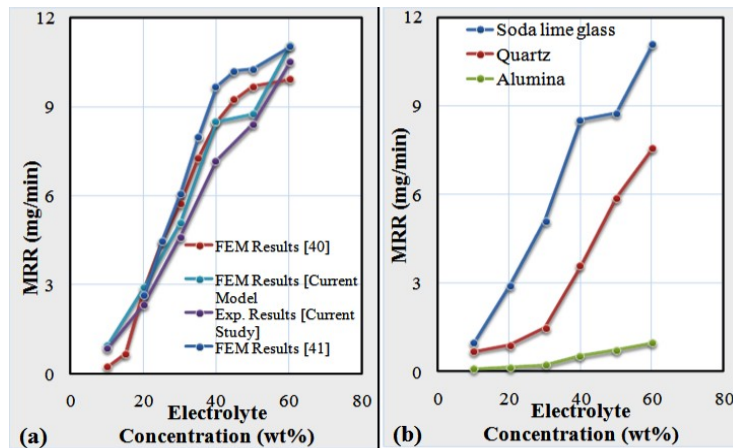 12
9
6
3
0
MRR (mg/min)
FEM Results [40]
FEM Results [Current
Model
Exp. Results [Current
Study]
FEM Results [41]
0 20 40 60 80
(a)
Electrolyte
Concentration (wt%)
Soda lime glass
Quartz
Alumina
12
9
6
3
0
MRR (mg/min)
0 20 40 60 80
(b)
Electrolyte
Concentration (wt%)